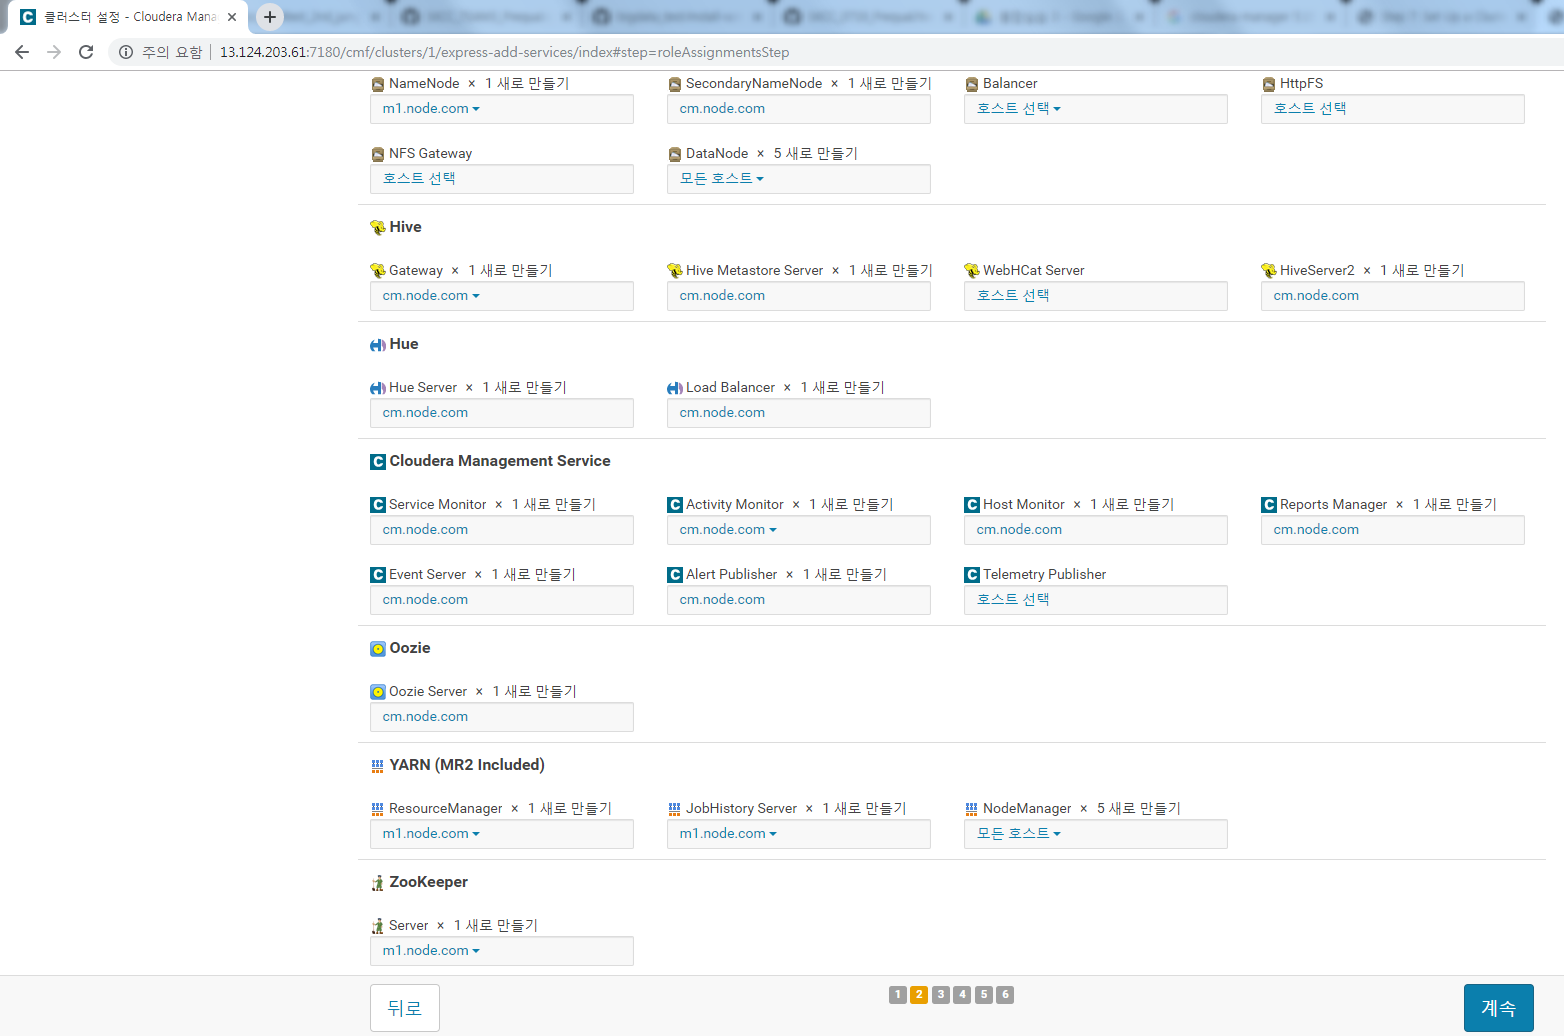 클러스터 설정 - Cloudera Mana
주의 요함 13.124.203.61:7180/cmf/clusters/1/express-add-services/index#step=roleAssignmentsStep
NameNode × 1 새로 만들기
m1.node.com
SecondaryNameNode × 1 새로 만들기
cm.node.com
Balancer
호스트 선택
HttpFS
호스트 선택
NFS Gateway
호스트 선택
DataNode × 5 새로 만들기
모든 호스트
Hive
Gateway × 1 새로 만들기
cm.node.com
Hive Metastore Server × 1 새로 만들기
cm.node.com
WebHCat Server
호스트 선택
HiveServer2 × 1 새로 만들기
cm.node.com
Hue
Hue Server × 1 새로 만들기
cm.node.com
Load Balancer × 1 새로 만들기
cm.node.com
Cloudera Management Service
Service Monitor × 1 새로 만들기
cm.node.com
Activity Monitor × 1 새로 만들기
cm.node.com
Host Monitor × 1 새로 만들기
cm.node.com
Reports Manager × 1 새로 만들기
cm.node.com
Event Server × 1 새로 만들기
cm.node.com
Alert Publisher × 1 새로 만들기
cm.node.com
Telemetry Publisher
호스트 선택
Oozie
Oozie Server × 1 새로 만들기
cm.node.com
YARN (MR2 Included)
ResourceManager × 1 새로 만들기
m1.node.com
JobHistory Server × 1 새로 만들기
m1.node.com
NodeManager × 5 새로 만들기
모든 호스트
ZooKeeper
Server × 1 새로 만들기
m1.node.com
뒤로
1 2 3 4 5 6
계속